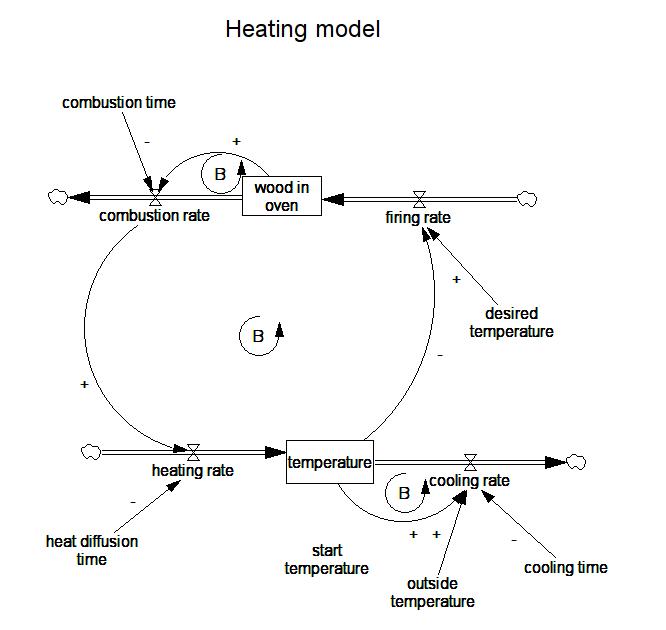 Heating model
combustion time
-
+
B
wood in
oven
combustion rate
firing rate
+
desired
temperature
B
-
+
temperature
heating rate
cooling rate
B
-
heat diffusion
time
+ +
-
start
temperature
cooling time
outside
temperature